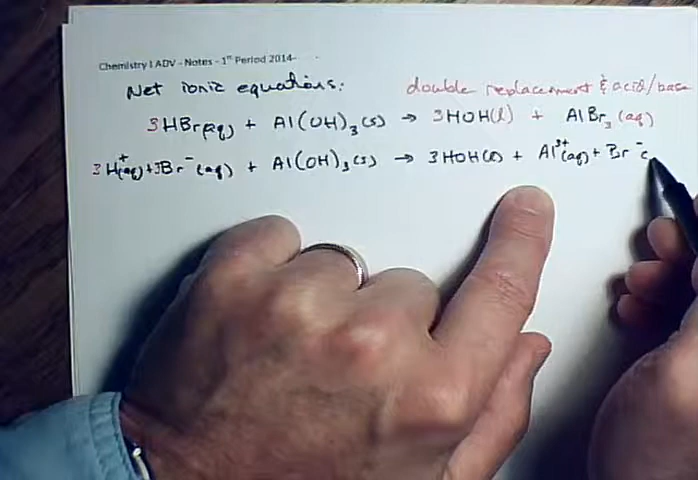 Chemistry I ADV - Notes - 1st Period 2014-
Net ionic equations: double replacement & acid/base
3HBr(aq) + Al(OH)3(s) → 3HOH(l) + AlBr3(aq)
3H+(aq)+3Br-(aq) + Al(OH)3(s) → 3HOH(l) + Al3+(aq) + Br-(